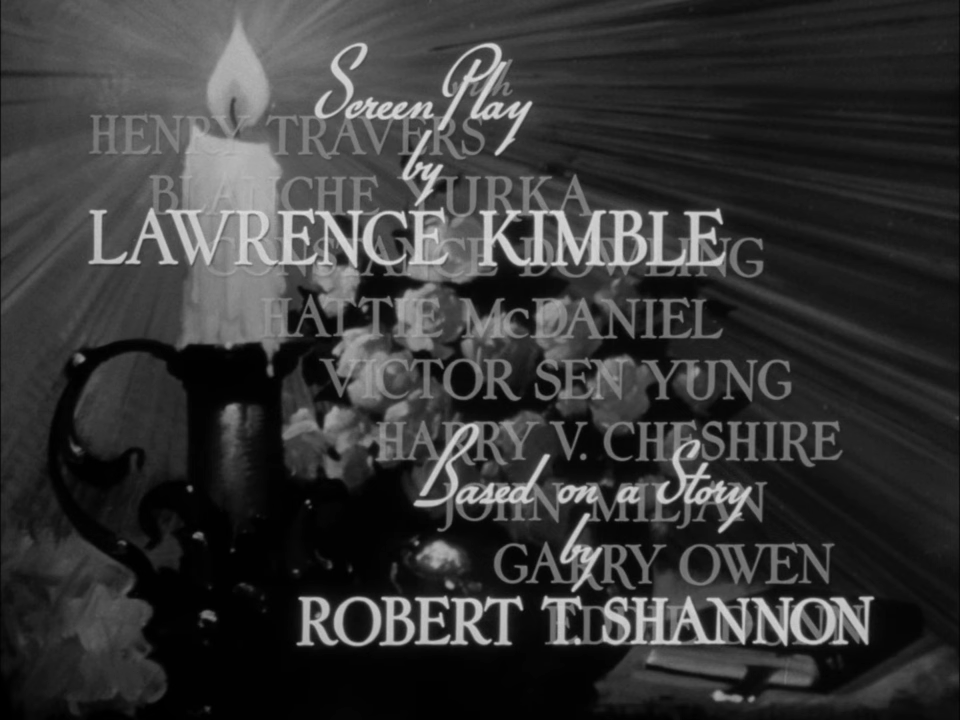 Screen Play
by
LAWRENCE KIMBLE
Based on a Story
by
ROBERT T. SHANNON
with
HENRY TRAVERS
BLANCHE YURKA
CONSTANCE DOWLING
HATTIE McDANIEL
VICTOR SEN YUNG
HARRY V. CHESHIRE
JOHN MILJAN
GARRY OWEN